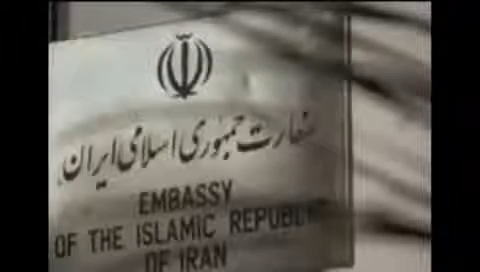 سفارت جمهوری اسلامی ایران
EMBASSY
OF THE ISLAMIC REPUBLIC
OF IRAN